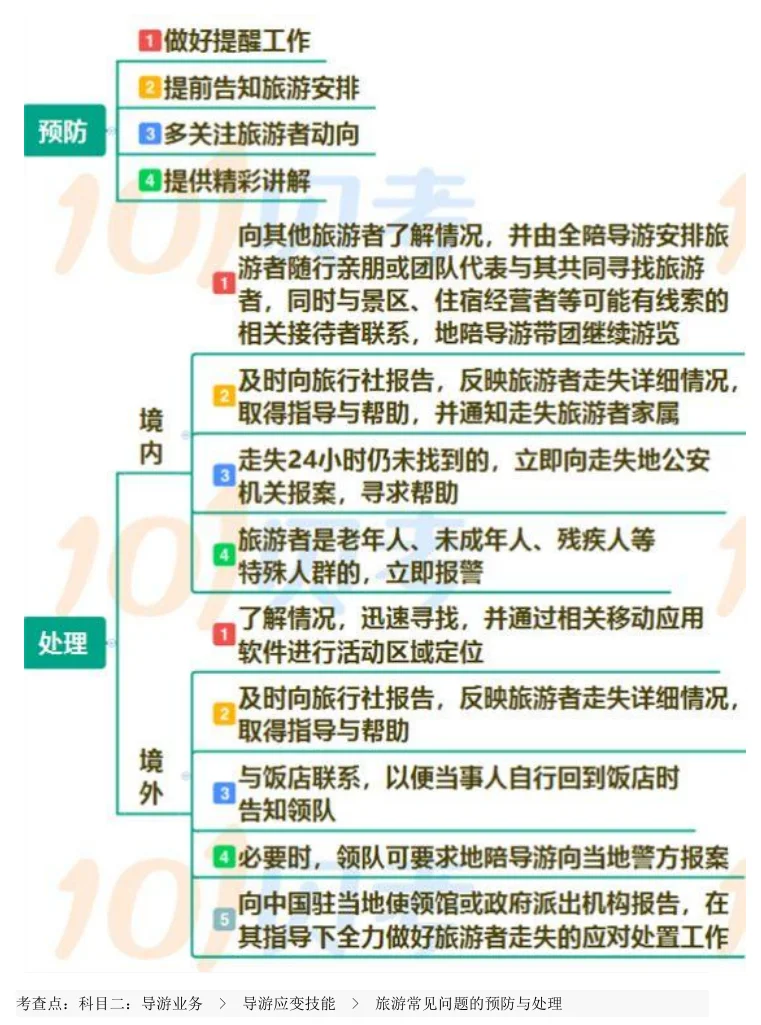 预防
1 做好提醒工作
2 提前告知旅游安排
3 多关注旅游者动向
4 提供精彩讲解
处理
境
内
1 向其他旅游者了解情况，并由全陪导游安排旅
游者随行亲朋或团队代表与其共同寻找旅游
者，同时与景区、住宿经营者等可能有线索的
相关接待者联系，地陪导游带团继续游览
2 及时向旅行社报告，反映旅游者走失详细情况，
取得指导与帮助，并通知走失旅游者家属
3 走失24小时仍未找到的，立即向走失地公安
机关报案，寻求帮助
4 旅游者是老年人、未成年人、残疾人等
特殊人群的，立即报警
境
外
1 了解情况，迅速寻找，并通过相关移动应用
软件进行活动区域定位
2 及时向旅行社报告，反映旅游者走失详细情况，
取得指导与帮助
3 与饭店联系，以便当事人自行回到饭店时
告知领队
4 必要时，领队可要求地陪导游向当地警方报案
5 向中国驻当地使领馆或政府派出机构报告，在
其指导下全力做好旅游者走失的应对处置工作
101贝考
101贝考
101贝考
考查点：科目二：导游业务 > 导游应变技能 > 旅游常见问题的预防与处理